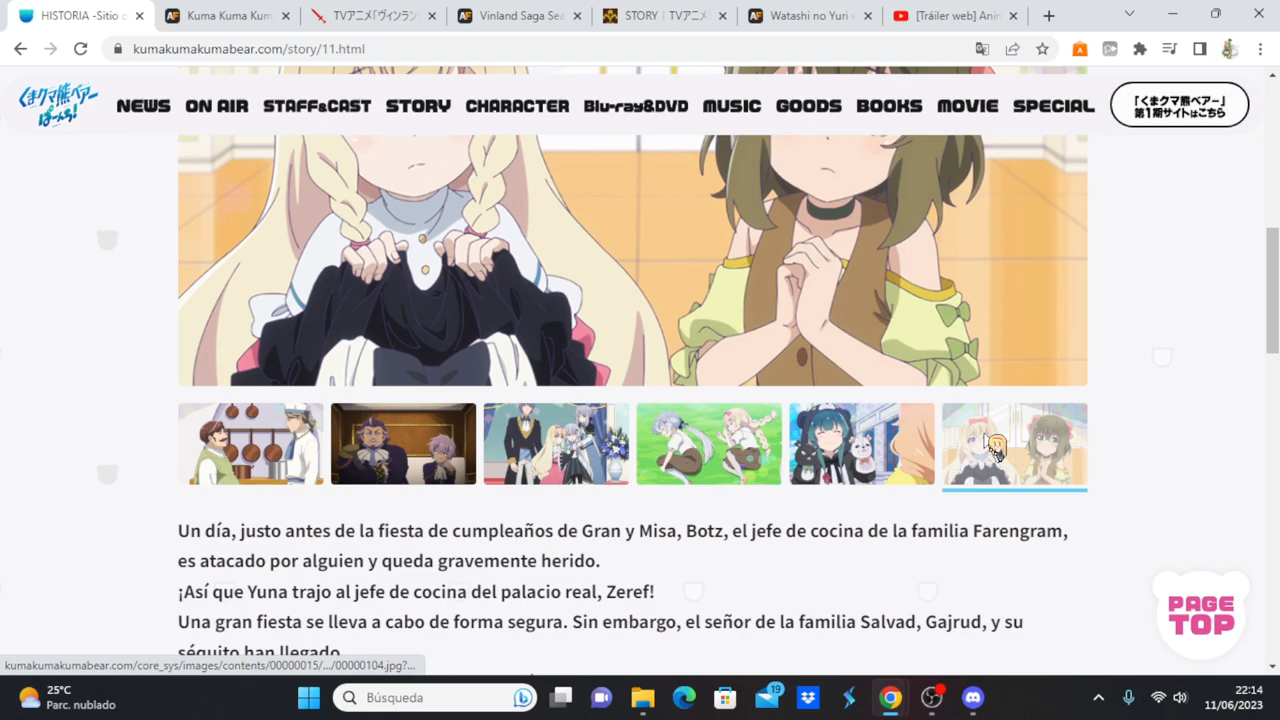 HISTORIA -Sitio o
Kuma Kuma Kum
TVアニメ「ヴィンラン
Vinland Saga Sea
STORY | TVアニメ
Watashi no Yuri w
[Tráiler web] Anin
kumakumakumabear.com/story/11.html
くまクマ熊ベアー
ぱーんち!
NEWS ON AIR STAFF&CAST STORY CHARACTER Blu-ray&DVD MUSIC GOODS BOOKS MOVIE SPECIAL
「くまクマ熊ベアー」
第1期サイトはこちら
Un día, justo antes de la fiesta de cumpleaños de Gran y Misa, Botz, el jefe de cocina de la familia Farengram,
es atacado por alguien y queda gravemente herido.
¡Así que Yuna trajo al jefe de cocina del palacio real, Zeref!
Una gran fiesta se lleva a cabo de forma segura. Sin embargo, el señor de la familia Salvad, Gajrud, y su
séquito han llegado.
PAGE
TOP
kumakumakumabear.com/core_sys/images/contents/00000015/.../00000104.jpg?...
25°C
Parc. nublado
Búsqueda
19
22:14
11/06/2023